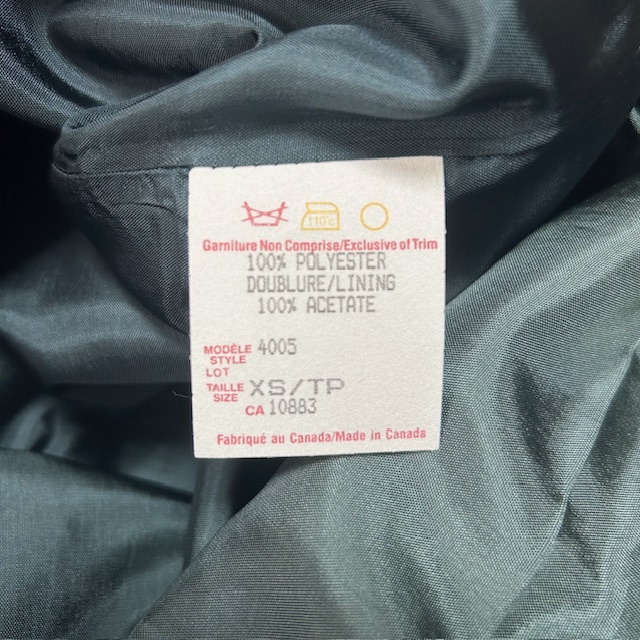 110°c
Garniture Non Comprise/Exclusive of Trim
100% POLYESTER
DOUBLURE/LINING
100% ACETATE
MODÈLE 4005
STYLE
LOT
TAILLE XS/TP
SIZE
CA 10883
Fabriqué au Canada/Made in Canada